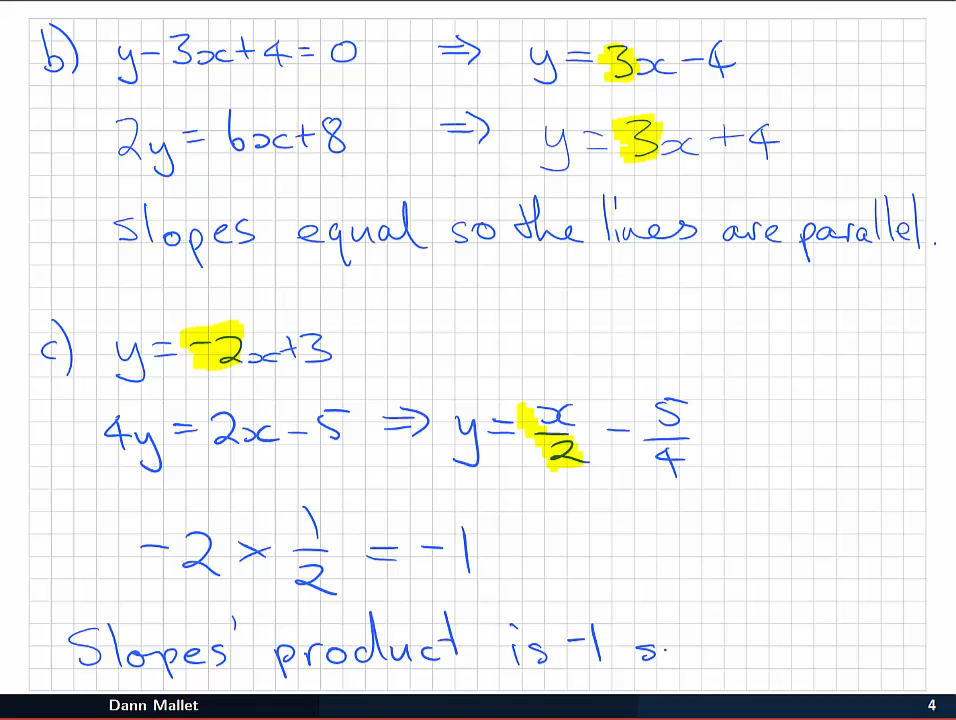 b) y-3x+4=0 ⇒ y=3x-4
2y=6x+8 ⇒ y=3x+4
slopes equal so the lines are parallel.
c) y=-2x+3
4y=2x-5 ⇒ y=x/2-5/4
-2×1/2=-1
Slopes' product is -1 s
Dann Mallet 4